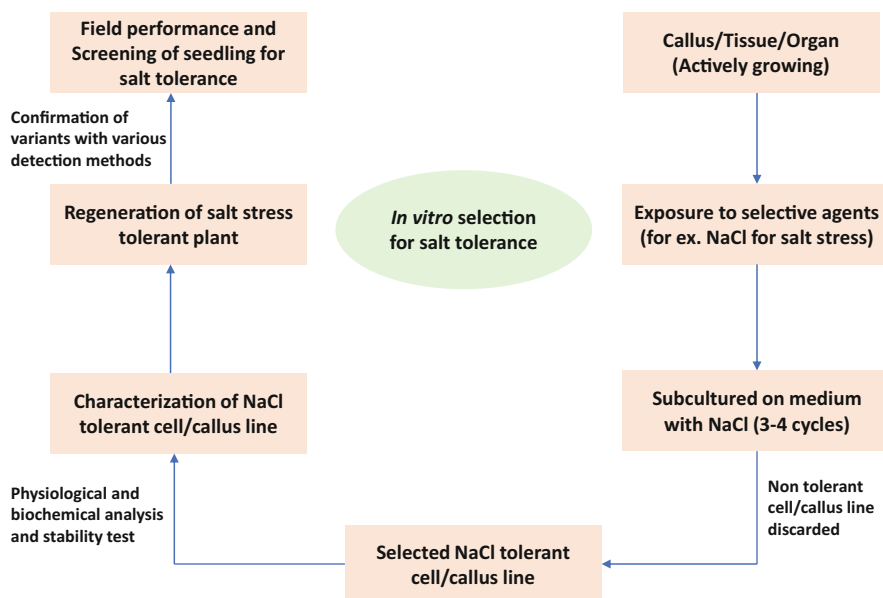 Field performance and
Screening of seedling for
salt tolerance
Callus/Tissue/Organ
(Actively growing)
Confirmation of
variants with various
detection methods
Regeneration of salt stress
tolerant plant
In vitro selection
for salt tolerance
Exposure to selective agents
(for ex. NaCl for salt stress)
Characterization of NaCl
tolerant cell/callus line
Subcultured on medium
with NaCl (3-4 cycles)
Physiological and
biochemical analysis
and stability test
Non tolerant
cell/callus line
discarded
Selected NaCl tolerant
cell/callus line